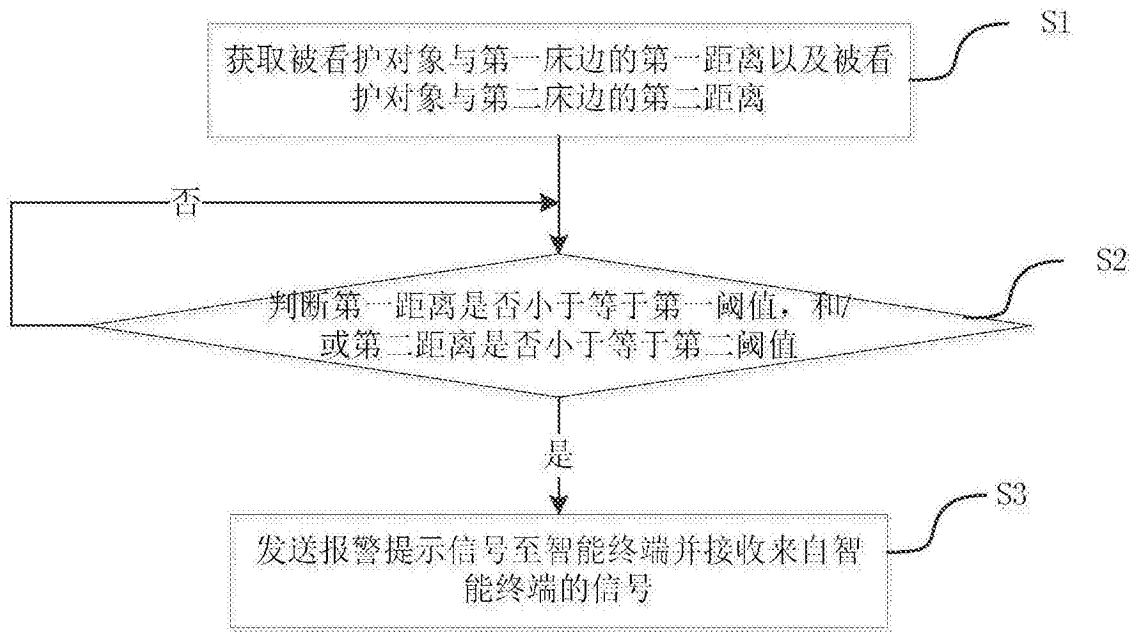 S1
获取被看护对象与第一床边的第一距离以及被看
护对象与第二床边的第二距离
否
S2
判断第一距离是否小于等于第一阈值，和/
或第二距离是否小于等于第二阈值
是
S3
发送报警提示信号至智能终端并接收来自智
能终端的信号